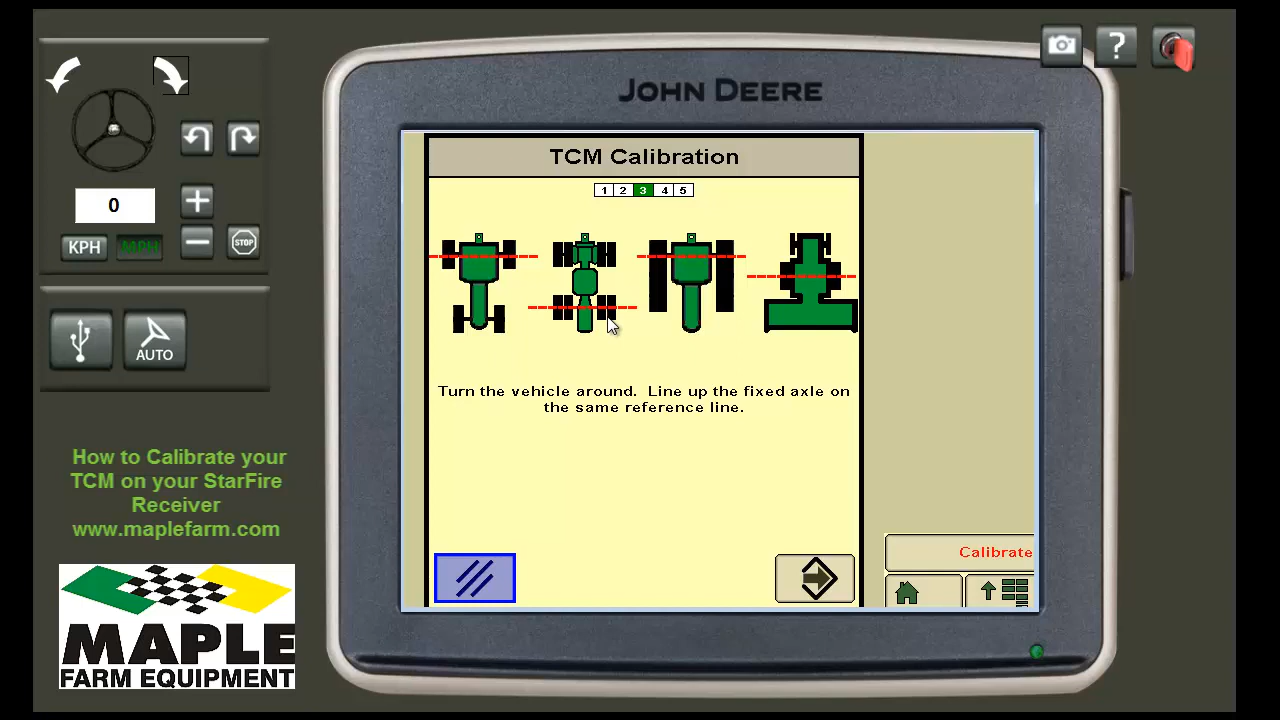 JOHN DEERE
?
TCM Calibration
1 2 3 4 5
0
KPH
MPH
STOP
AUTO
Turn the vehicle around. Line up the fixed axle on
the same reference line.
Calibrate
How to Calibrate your
TCM on your StarFire
Receiver
www.maplefarm.com
MAPLE
FARM EQUIPMENT